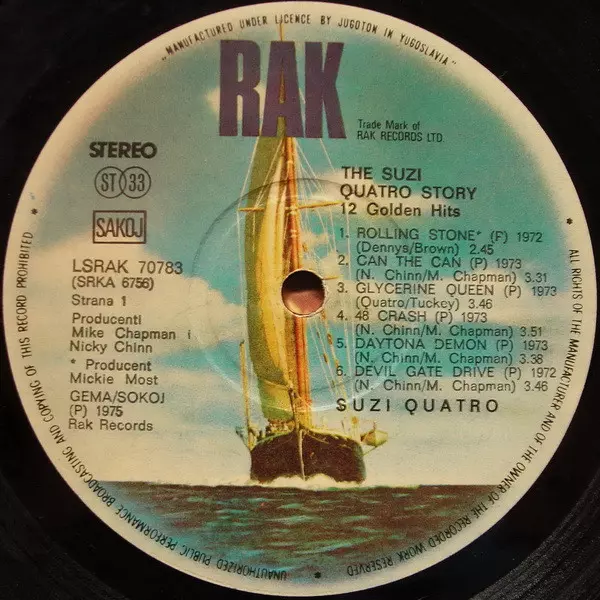 "MANUFACTURED UNDER LICENCE BY JUGOTON IN YUGOSLAVIA"
RAK
Trade Mark of
RAK RECORDS LTD
STEREO
ST 33
SAKOJ
LSRAK 70783
(SRKA 6756)
Strana 1
Producenti
Mike Chapman i
Nicky Chinn
* Producent
Mickie Most
GEMA/SOKOJ
(P) 1975
Rak Records
THE SUZI
QUATRO STORY
12 Golden Hits
1. ROLLING STONE* (P) 1972
(Dennys/Brown) 2.45
2. CAN THE CAN (P) 1973
(N. Chinn/M. Chapman) 3.31
3. GLYCERINE QUEEN (P) 1973
(Quatro/Tuckey) 3.46
4. 48 CRASH (P) 1973
(N. Chinn/M. Chapman) 3.51
5. DAYTONA DEMON (P) 1973
(N. Chinn/M. Chapman) 3.38
6. DEVIL GATE DRIVE (P) 1972
(N. Chinn/M. Chapman) 3.46
SUZI QUATRO
ALL RIGHTS OF THE MANUFACTURER AND OF THE OWNER OF THE RECORDED WORK RESERVED
UNAUTHORIZED PUBLIC PERFORMANCE BROADCASTING AND COPYING OF THIS RECORD PROHIBITED